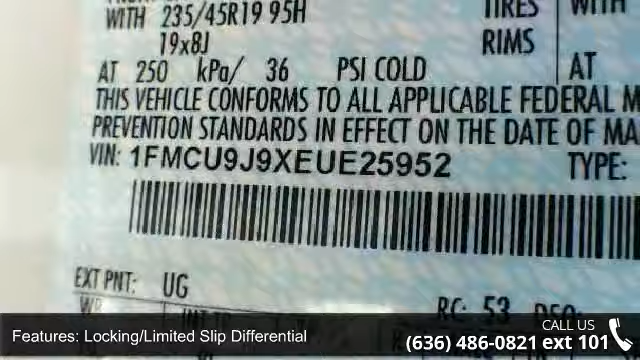 WITH 235/45R19 95H TIRES WITH
19x8J RIMS
AT 250 kPa/ 36 PSI COLD AT
THIS VEHICLE CONFORMS TO ALL APPLICABLE FEDERAL M
PREVENTION STANDARDS IN EFFECT ON THE DATE OF MA
VIN: 1FMCU9J9XEUE25952 TYPE:
EXT PNT: UG
RC: 53 DSO:
Features: Locking/Limited Slip Differential
CALL US
(636) 486-0821 ext 101